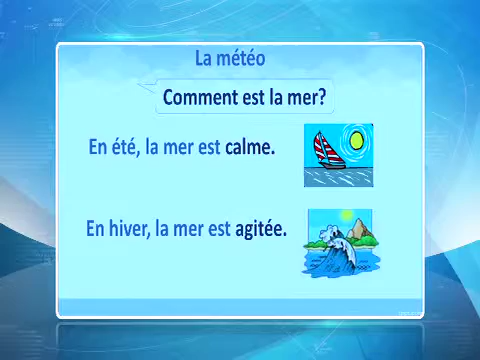 La météo
Comment est la mer?
En été, la mer est calme.
En hiver, la mer est agitée.